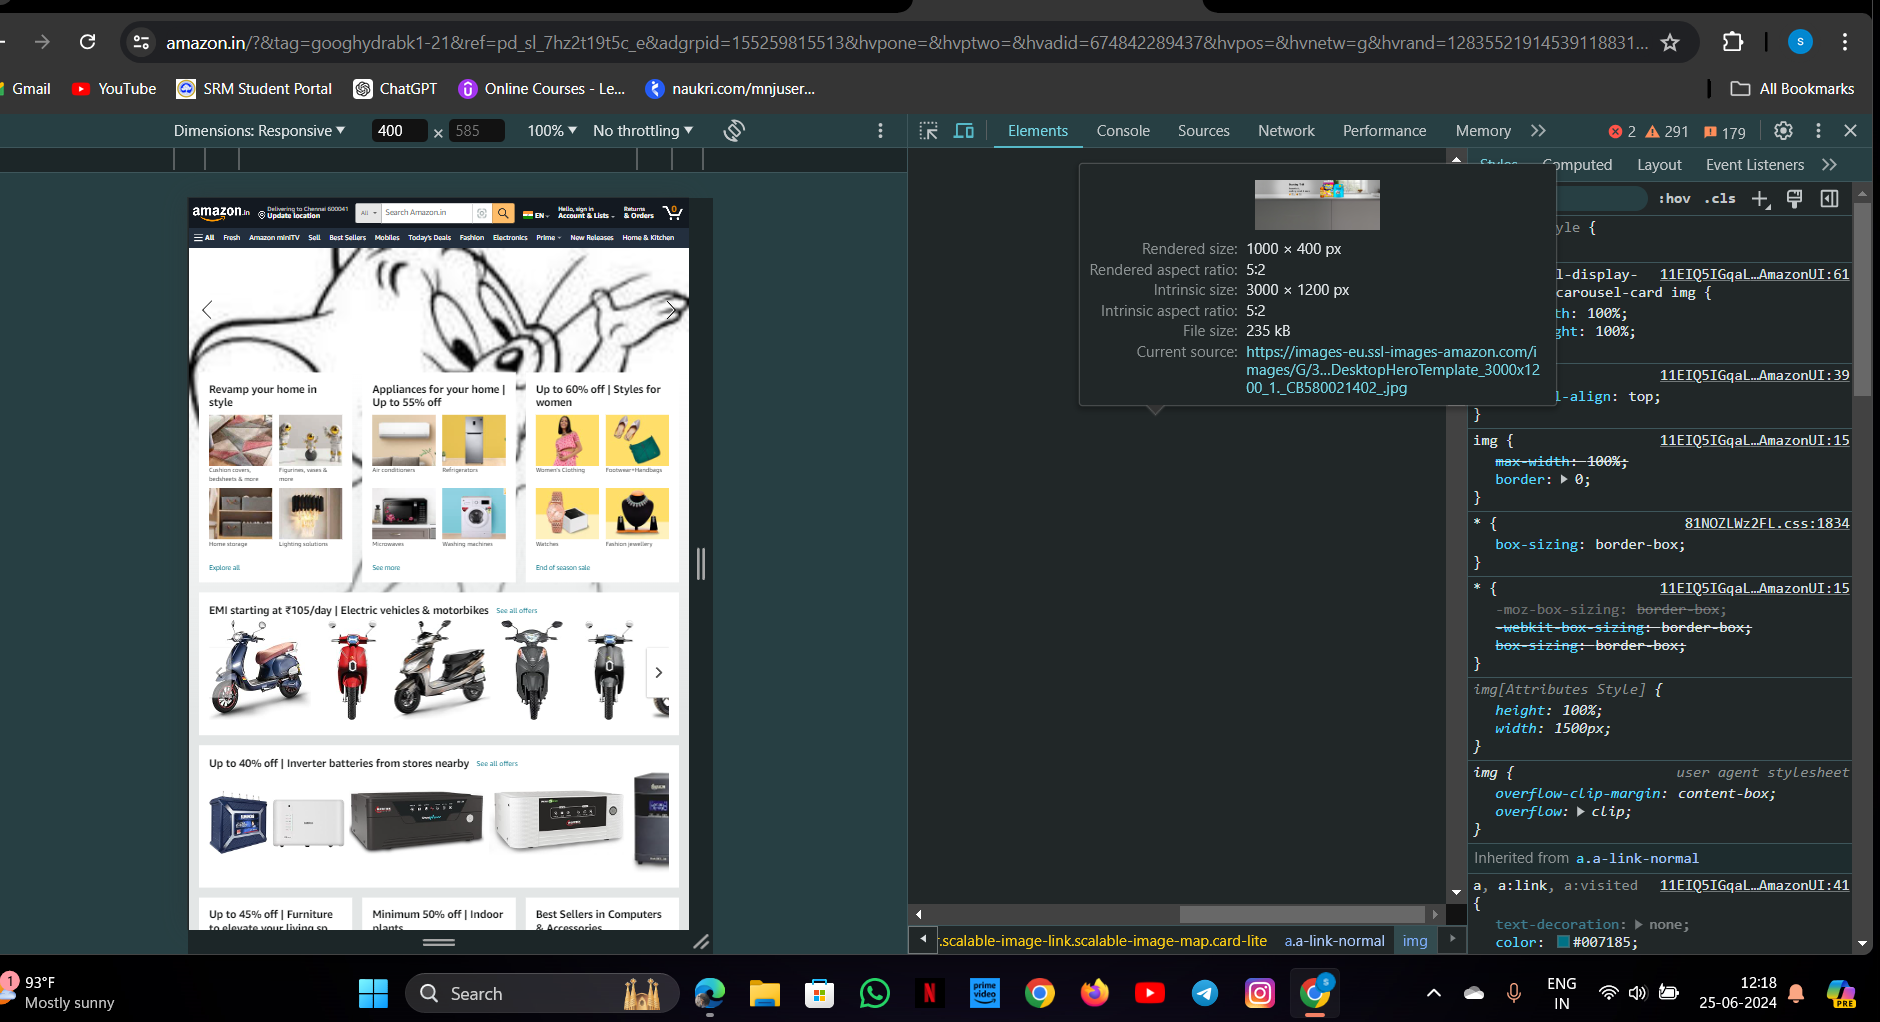 amazon.in/?&tag=googhydrabk1-21&ref=pd_sl_7hz2t19t5c_e&adgrpid=155259815513&hvpone=&hvptwo=&hvadid=674842289437&hvpos=&hvnetw=g&hvrand=12835521914539118831...
S
Gmail YouTube SRM Student Portal ChatGPT Online Courses - Le... naukri.com/mnjuser... All Bookmarks
Dimensions: Responsive 400 × 585 100% No throttling
Elements Console Sources Network Performance Memory 2 291 179
Styles Computed Layout Event Listeners
:hov .cls
amazon.in
Delivering to Chennai 600041
Update location
All Search Amazon.in
EN
Hello, sign in
Account & Lists
Returns
& Orders
0
All Fresh Amazon miniTV Sell Best Sellers Mobiles Today's Deals Fashion Electronics Prime New Releases Home & Kitchen
Revamp your home in
style
Cushion covers,
bedsheets & more
Figurines, vases &
more
Home storage
Lighting solutions
Explore all
Appliances for your home |
Up to 55% off
Air conditioners
Refrigerators
Microwaves
Washing machines
See more
Up to 60% off | Styles for
women
Women's Clothing
Footwear+Handbags
Watches
Fashion jewellery
End of season sale
EMI starting at ₹105/day | Electric vehicles & motorbikes See all offers
Up to 40% off | Inverter batteries from stores nearby See all offers
Up to 45% off | Furniture
to elevate your living sp
Minimum 50% off | Indoor
plants
Best Sellers in Computers
& Accessories
Rendered size: 1000 × 400 px
Rendered aspect ratio: 5:2
Intrinsic size: 3000 × 1200 px
Intrinsic aspect ratio: 5:2
File size: 235 kB
Current source: https://images-eu.ssl-images-amazon.com/i
mages/G/3...DesktopHeroTemplate_3000x12
00_1._CB580021402_.jpg
yle {
l-display- 11EIQ5IGqaL…AmazonUI:61
carousel-card img {
th: 100%;
ght: 100%;
11EIQ5IGqaL…AmazonUI:39
l-align: top;
}
img { 11EIQ5IGqaL…AmazonUI:15
max-width: 100%;
border: 0;
}
* { 81NOZLWz2FL.css:1834
box-sizing: border-box;
}
* { 11EIQ5IGqaL…AmazonUI:15
-moz-box-sizing: border-box;
-webkit-box-sizing: border-box;
box-sizing: border-box;
}
img[Attributes Style] {
height: 100%;
width: 1500px;
}
img { user agent stylesheet
overflow-clip-margin: content-box;
overflow: clip;
}
Inherited from a.a-link-normal
a, a:link, a:visited 11EIQ5IGqaL…AmazonUI:41
{
text-decoration: none;
color: #007185;
r.scalable-image-link.scalable-image-map.card-lite a.a-link-normal img
1
93°F
Mostly sunny
Search
prime
video
ENG
IN
12:18
25-06-2024
PRE